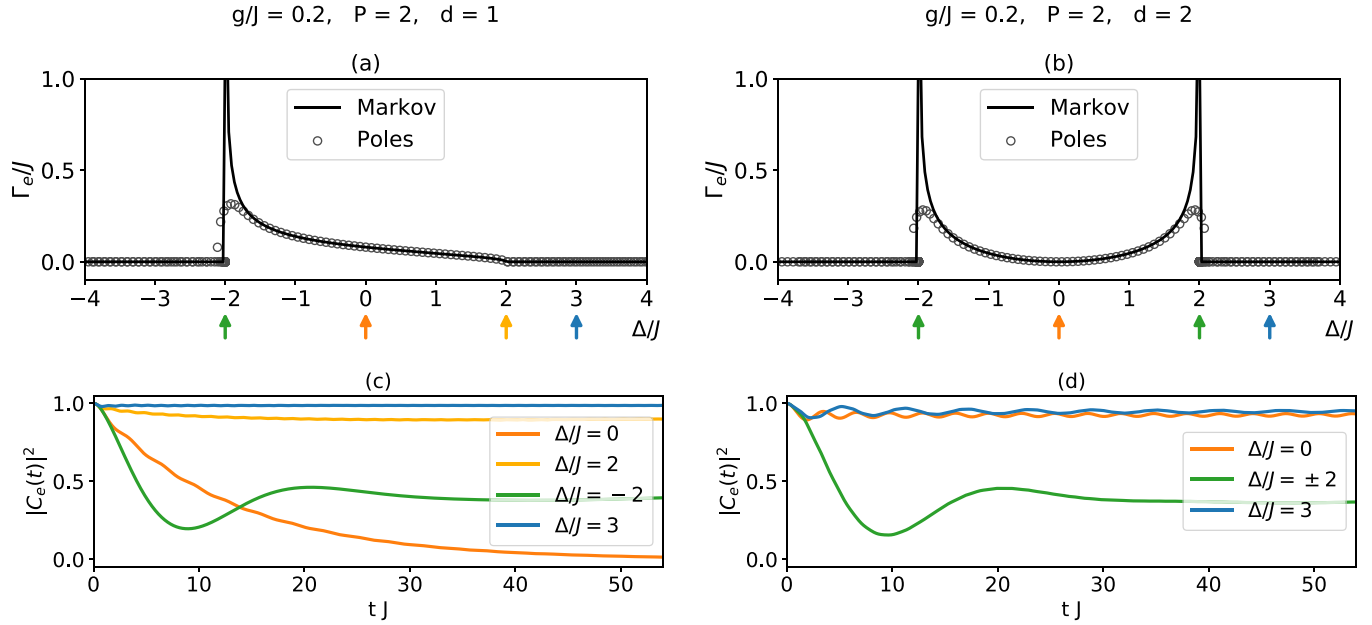 g/J = 0.2,   P = 2,   d = 1
g/J = 0.2,   P = 2,   d = 2
(a)
1.0
0.5
0.0
Γe/J
Markov
Poles
−4 −3 −2 −1 0 1 2 3 4
Δ/J
(b)
1.0
0.5
0.0
Γe/J
Markov
Poles
−4 −3 −2 −1 0 1 2 3 4
Δ/J
(c)
1.0
0.5
0.0
|Ce(t)|²
Δ/J = 0
Δ/J = 2
Δ/J = − 2
Δ/J = 3
0 10 20 30 40 50
t J
(d)
1.0
0.5
0.0
|Ce(t)|²
Δ/J = 0
Δ/J = ± 2
Δ/J = 3
0 10 20 30 40 50
t J